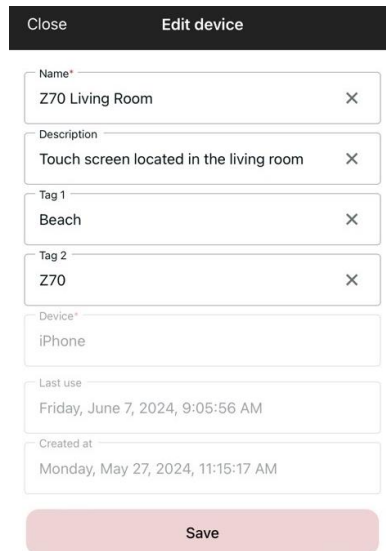 Close Edit device
Name*
Z70 Living Room
Description
Touch screen located in the living room
Tag 1
Beach
Tag 2
Z70
Device*
iPhone
Last use
Friday, June 7, 2024, 9:05:56 AM
Created at
Monday, May 27, 2024, 11:15:17 AM
Save